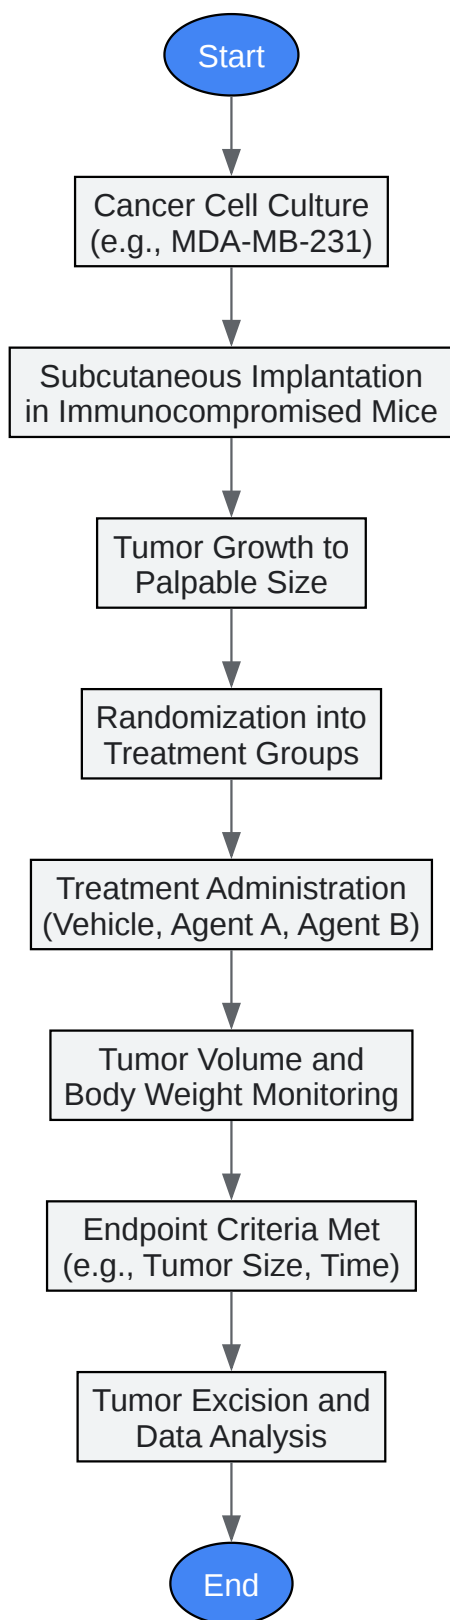 Start
Cancer Cell Culture
(e.g., MDA-MB-231)
Subcutaneous Implantation
in Immunocompromised Mice
Tumor Growth to
Palpable Size
Randomization into
Treatment Groups
Treatment Administration
(Vehicle, Agent A, Agent B)
Tumor Volume and
Body Weight Monitoring
Endpoint Criteria Met
(e.g., Tumor Size, Time)
Tumor Excision and
Data Analysis
End